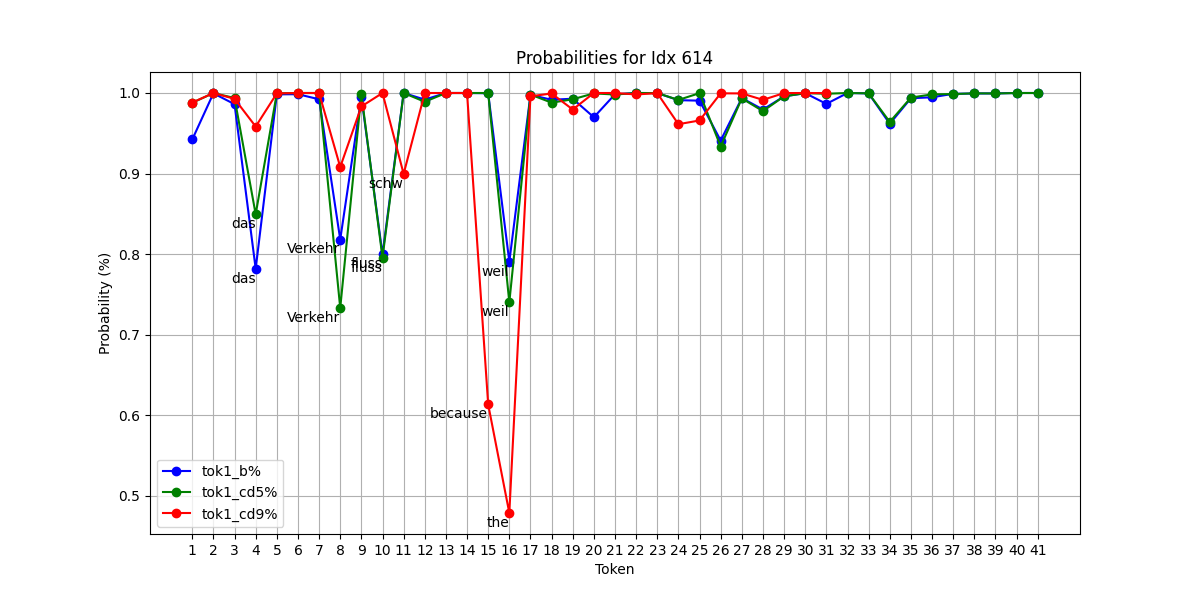 Probabilities for Idx 614
Probability (%)
1.0
0.9
0.8
0.7
0.6
0.5
das
das
Verkehr
Verkehr
fluss
fluss
schw
because
weil
weil
the
tok1_b%
tok1_cd5%
tok1_cd9%
1 2 3 4 5 6 7 8 9 10 11 12 13 14 15 16 17 18 19 20 21 22 23 24 25 26 27 28 29 30 31 32 33 34 35 36 37 38 39 40 41
Token